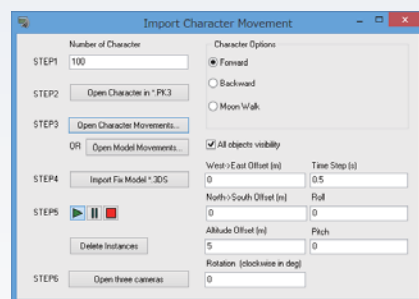 Import Character Movement
Number of Character
STEP1
100
STEP2
Open Character in *.PK3
STEP3
Open Character Movements...
OR
Open Model Movements...
STEP4
Import Fix Model *.3DS
STEP5
Delete Instances
STEP6
Open three cameras
Character Options
Forward
Backward
Moon Walk
All objects visibility
West->East Offset (m)
Time Step (s)
0
0.5
North->South Offset (m)
Roll
0
0
Altitude Offset (m)
Pitch
5
0
Rotation (clockwise in deg)
0